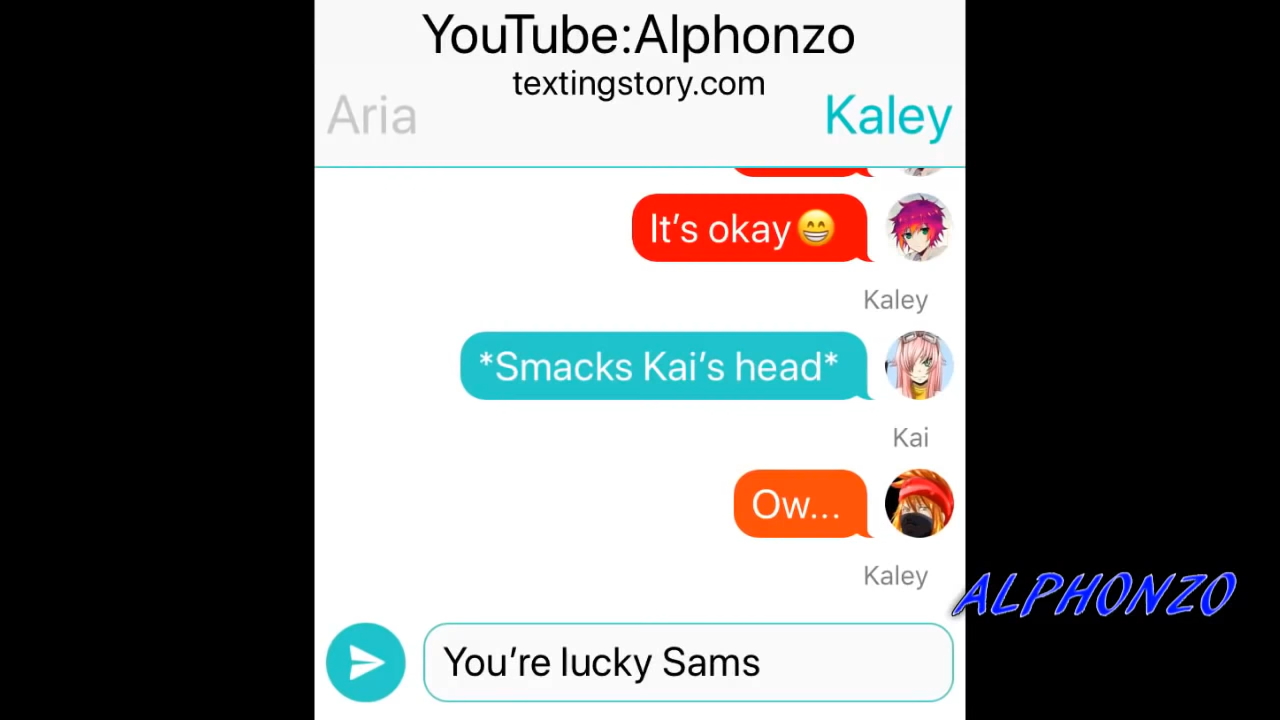 YouTube:Alphonzo
textingstory.com
Aria
Kaley
It’s okay😁
Kaley
*Smacks Kai’s head*
Kai
Ow...
Kaley
ALPHONZO
You’re lucky Sams